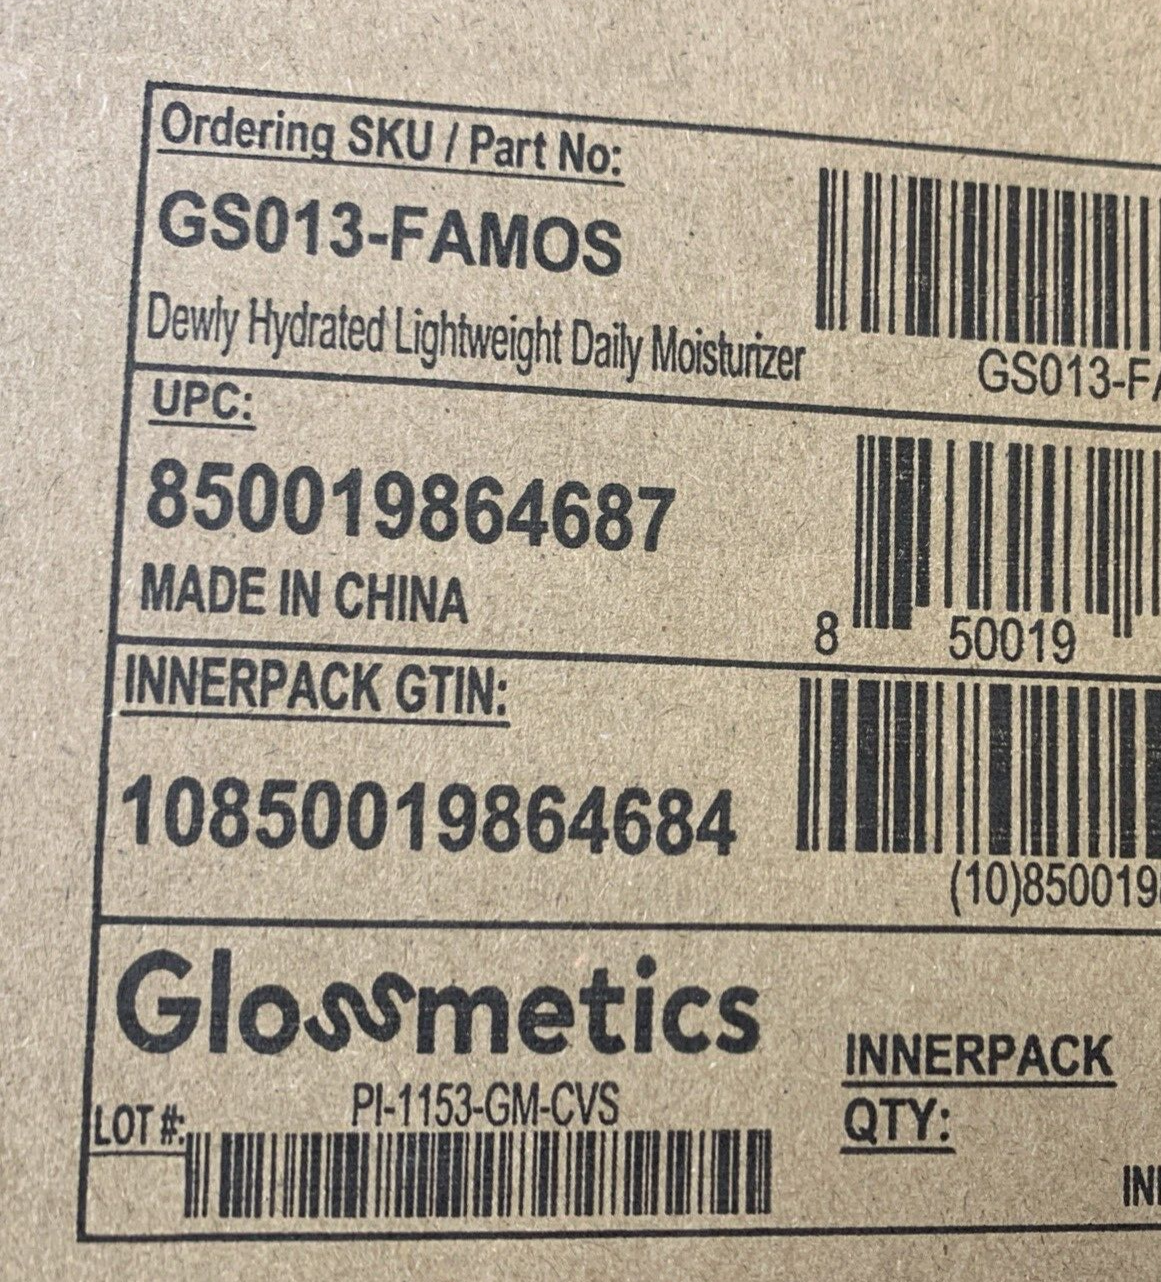 Ordering SKU / Part No:
GS013-FAMOS
Dewly Hydrated Lightweight Daily Moisturizer
GS013-FA
UPC:
850019864687
MADE IN CHINA
8 50019
INNERPACK GTIN:
10850019864684
(10)850019
Glossmetics
PI-1153-GM-CVS
LOT #:
INNERPACK
QTY: